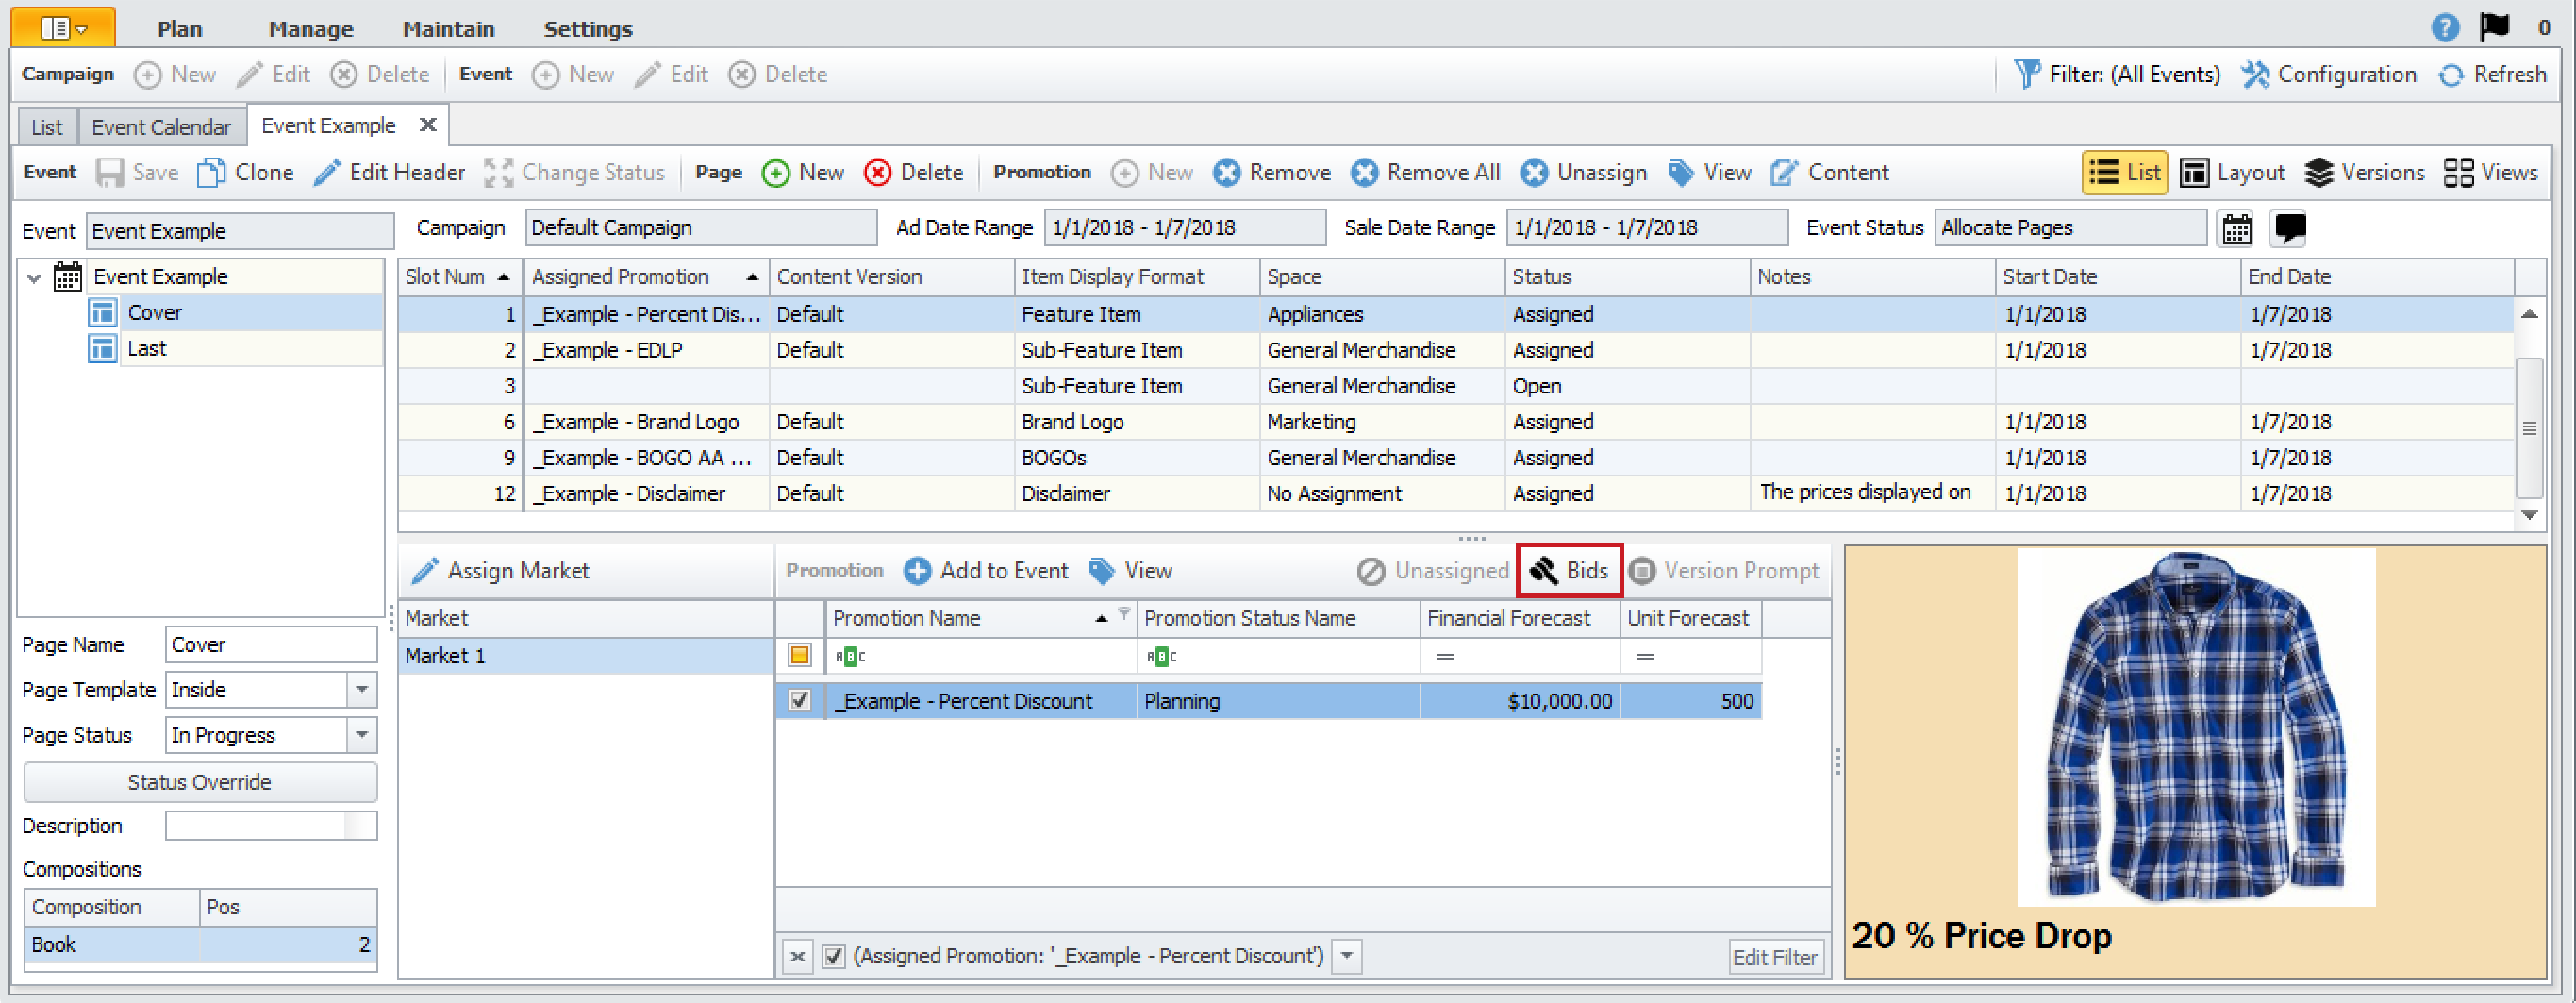 Plan Manage Maintain Settings 0
Campaign New Edit Delete Event New Edit Delete Filter: (All Events) Configuration Refresh
List Event Calendar Event Example
Event Save Clone Edit Header Change Status Page New Delete Promotion New Remove Remove All Unassign View Content List Layout Versions Views
Event Event Example Campaign Default Campaign Ad Date Range 1/1/2018 - 1/7/2018 Sale Date Range 1/1/2018 - 1/7/2018 Event Status Allocate Pages
Event Example
Cover
Last
Slot Num Assigned Promotion Content Version Item Display Format Space Status Notes Start Date End Date
1 _Example - Percent Dis... Default Feature Item Appliances Assigned 1/1/2018 1/7/2018
2 _Example - EDLP Default Sub-Feature Item General Merchandise Assigned 1/1/2018 1/7/2018
3 Sub-Feature Item General Merchandise Open
6 _Example - Brand Logo Default Brand Logo Marketing Assigned 1/1/2018 1/7/2018
9 _Example - BOGO AA ... Default BOGOs General Merchandise Assigned 1/1/2018 1/7/2018
12 _Example - Disclaimer Default Disclaimer No Assignment Assigned The prices displayed on 1/1/2018 1/7/2018
Page Name Cover
Page Template Inside
Page Status In Progress
Status Override
Description
Compositions
Composition Pos
Book 2
Assign Market
Market
Market 1
Promotion Add to Event View Unassigned Bids Version Prompt
Promotion Name Promotion Status Name Financial Forecast Unit Forecast
ABC ABC = =
_Example - Percent Discount Planning $10,000.00 500
(Assigned Promotion: '_Example - Percent Discount') Edit Filter
20 % Price Drop